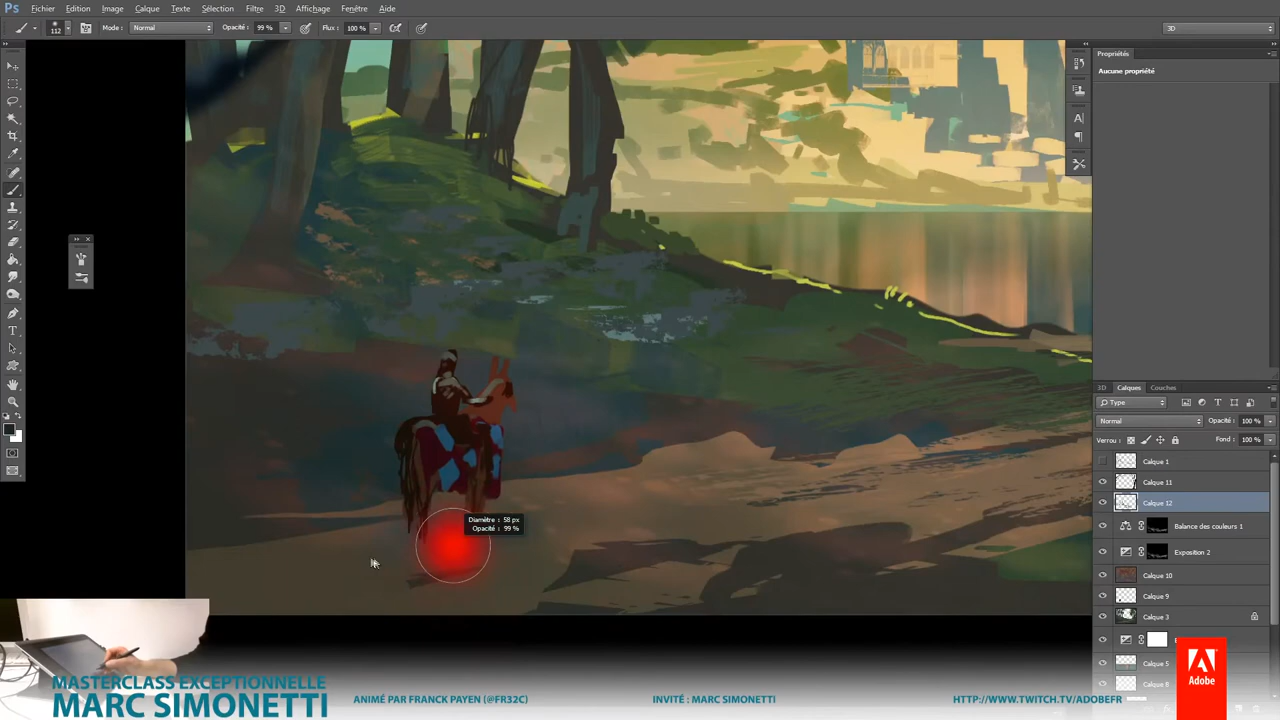 Ps Fichier Edition Image Calque Texte Sélection Filtre 3D Affichage Fenêtre Aide
112 Mode : Normal Opacité : 99 % Flux : 100 % 3D
Propriétés
Aucune propriété
Diamètre : 58 px
Opacité : 99 %
3D Calques Couches
Type
Normal Opacité : 100 %
Verrou : Fond : 100 %
Calque 1
Calque 11
Calque 12
Balance des couleurs 1
Exposition 2
Calque 10
Calque 9
Calque 3
Calque 5
Calque 8
MASTERCLASS EXCEPTIONNELLE
MARC SIMONETTI
ANIMÉ PAR FRANCK PAYEN (@FR32C)
INVITÉ : MARC SIMONETTI
HTTP://WWW.TWITCH.TV/ADOBEFR
Adobe